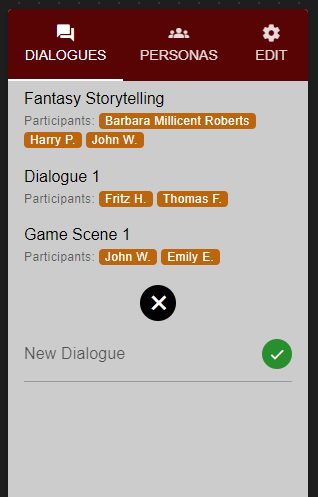 DIALOGUES PERSONAS EDIT
Fantasy Storytelling
Participants: Barbara Millicent Roberts
Harry P. John W.
Dialogue 1
Participants: Fritz H. Thomas F.
Game Scene 1
Participants: John W. Emily E.
New Dialogue